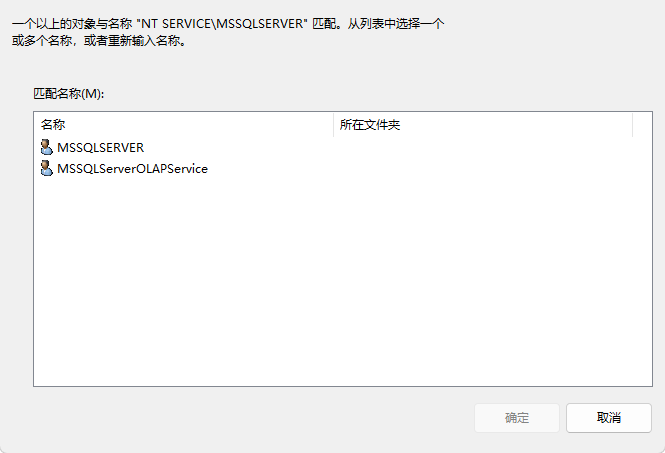 一个以上的对象与名称 "NT SERVICE\MSSQLSERVER" 匹配。从列表中选择一个
或多个名称，或者重新输入名称。
匹配名称(M):
名称 所在文件夹
MSSQLSERVER
MSSQLServerOLAPService
确定 取消